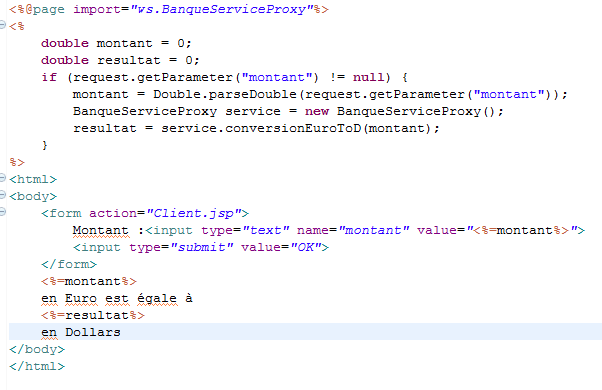 <%@page import="ws.BanqueServiceProxy"%>
<%
    double montant = 0;
    double resultat = 0;
    if (request.getParameter("montant") != null) {
        montant = Double.parseDouble(request.getParameter("montant"));
        BanqueServiceProxy service = new BanqueServiceProxy();
        resultat = service.conversionEuroToD(montant);
    }
%>
<html>
<body>
    <form action="Client.jsp">
        Montant :<input type="text" name="montant" value="<%=montant%>">
        <input type="submit" value="OK">
    </form>
    <%=montant%>
    en Euro est égale à
    <%=resultat%>
    en Dollars
</body>
</html>